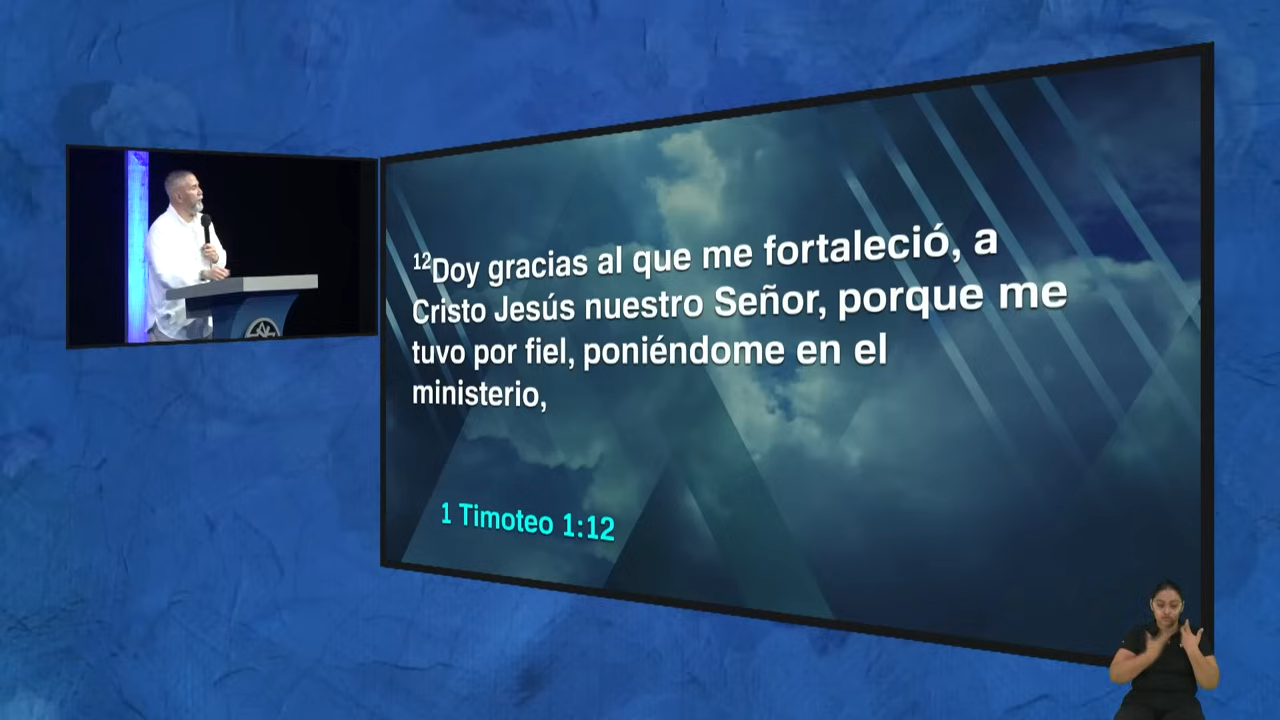 ¹²Doy gracias al que me fortaleció, a
Cristo Jesús nuestro Señor, porque me
tuvo por fiel, poniéndome en el
ministerio,
1 Timoteo 1:12